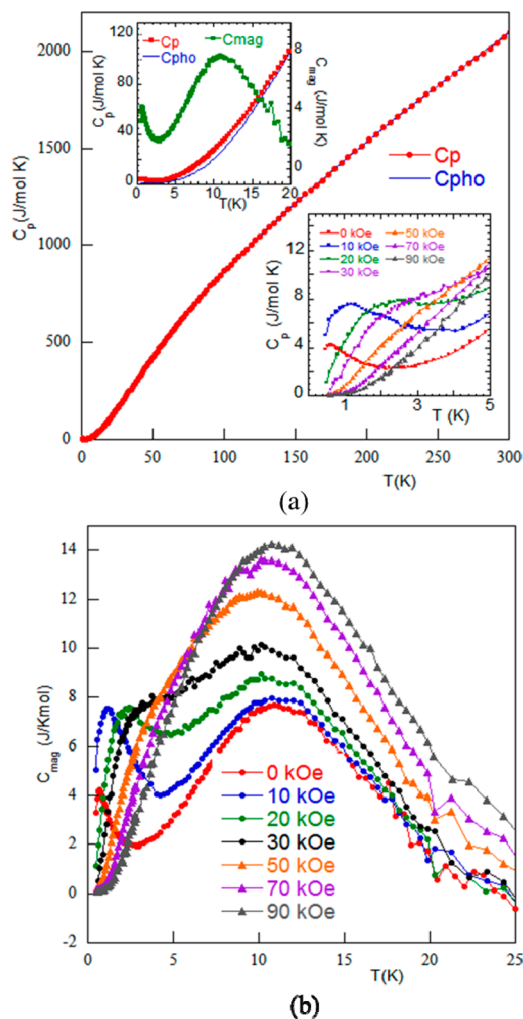 2000
1500
1000
500
0
C_p(J/mol K)
0 50 100 150 200 250 300
T(K)
Cp
Cpho
Cp Cmag
Cpho
130
100
80
60
40
20
0
C_p (J/mol K)
8
6
4
2
0
C_mag (J/mol K)
0 5 10 15 20
T(K)
0 kOe 50 kOe
10 kOe 70 kOe
20 kOe 90 kOe
30 kOe
12
8
4
0
C_p (J/mol K)
1 3 5
T (K)
(a)
14
12
10
8
6
4
2
0
-2
C_mag (J/Kmol)
0 kOe
10 kOe
20 kOe
30 kOe
50 kOe
70 kOe
90 kOe
0 5 10 15 20 25
T(K)
(b)